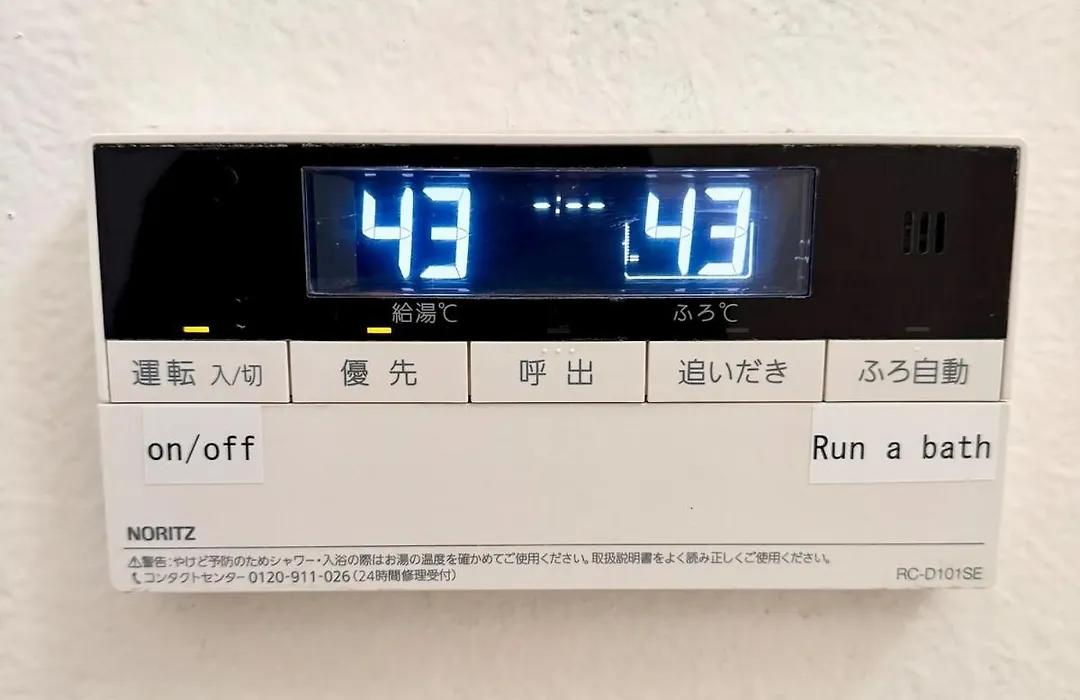 43 -:-- 43
給湯℃ ふろ℃
運転 入/切 優先 呼出 追いだき ふろ自動
on/off Run a bath
NORITZ
⚠警告:やけど予防のためシャワー・入浴の際はお湯の温度を確かめてご使用ください。取扱説明書をよく読み正しくご使用ください。
コンタクトセンター 0120-911-026(24時間修理受付)
RC-D101SE